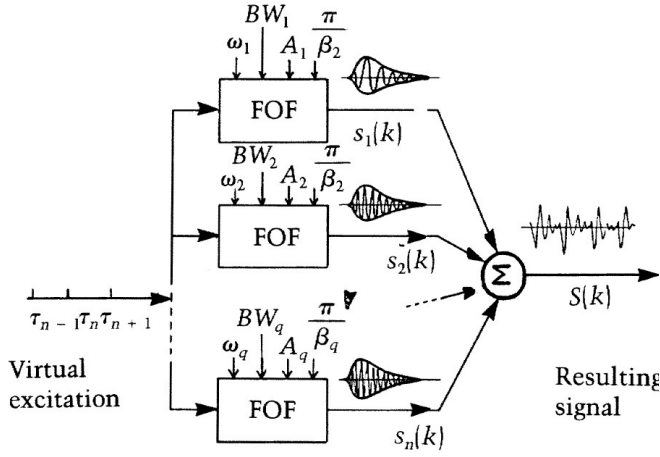 BW₁
ω₁ A₁ π/β₂
FOF
s₁(k)
BW₂
ω₂ A₂ π/β₂
FOF
s₂(k)
Σ
S(k)
τₙ₋₁ τₙ τₙ₊₁
BW_q
ω_q A_q π/β_q
Virtual
excitation
FOF
sₙ(k)
Resulting
signal